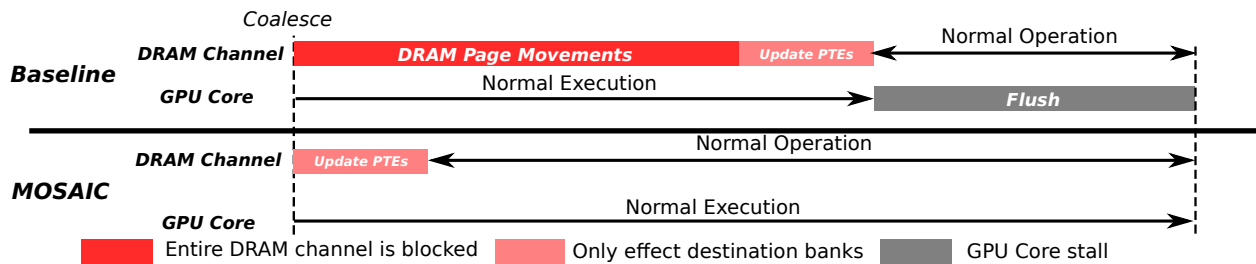 Coalesce
Baseline
DRAM Channel
DRAM Page Movements
Update PTEs
Normal Operation
GPU Core
Normal Execution
Flush
MOSAIC
DRAM Channel
Update PTEs
Normal Operation
GPU Core
Normal Execution
Entire DRAM channel is blocked
Only effect destination banks
GPU Core stall